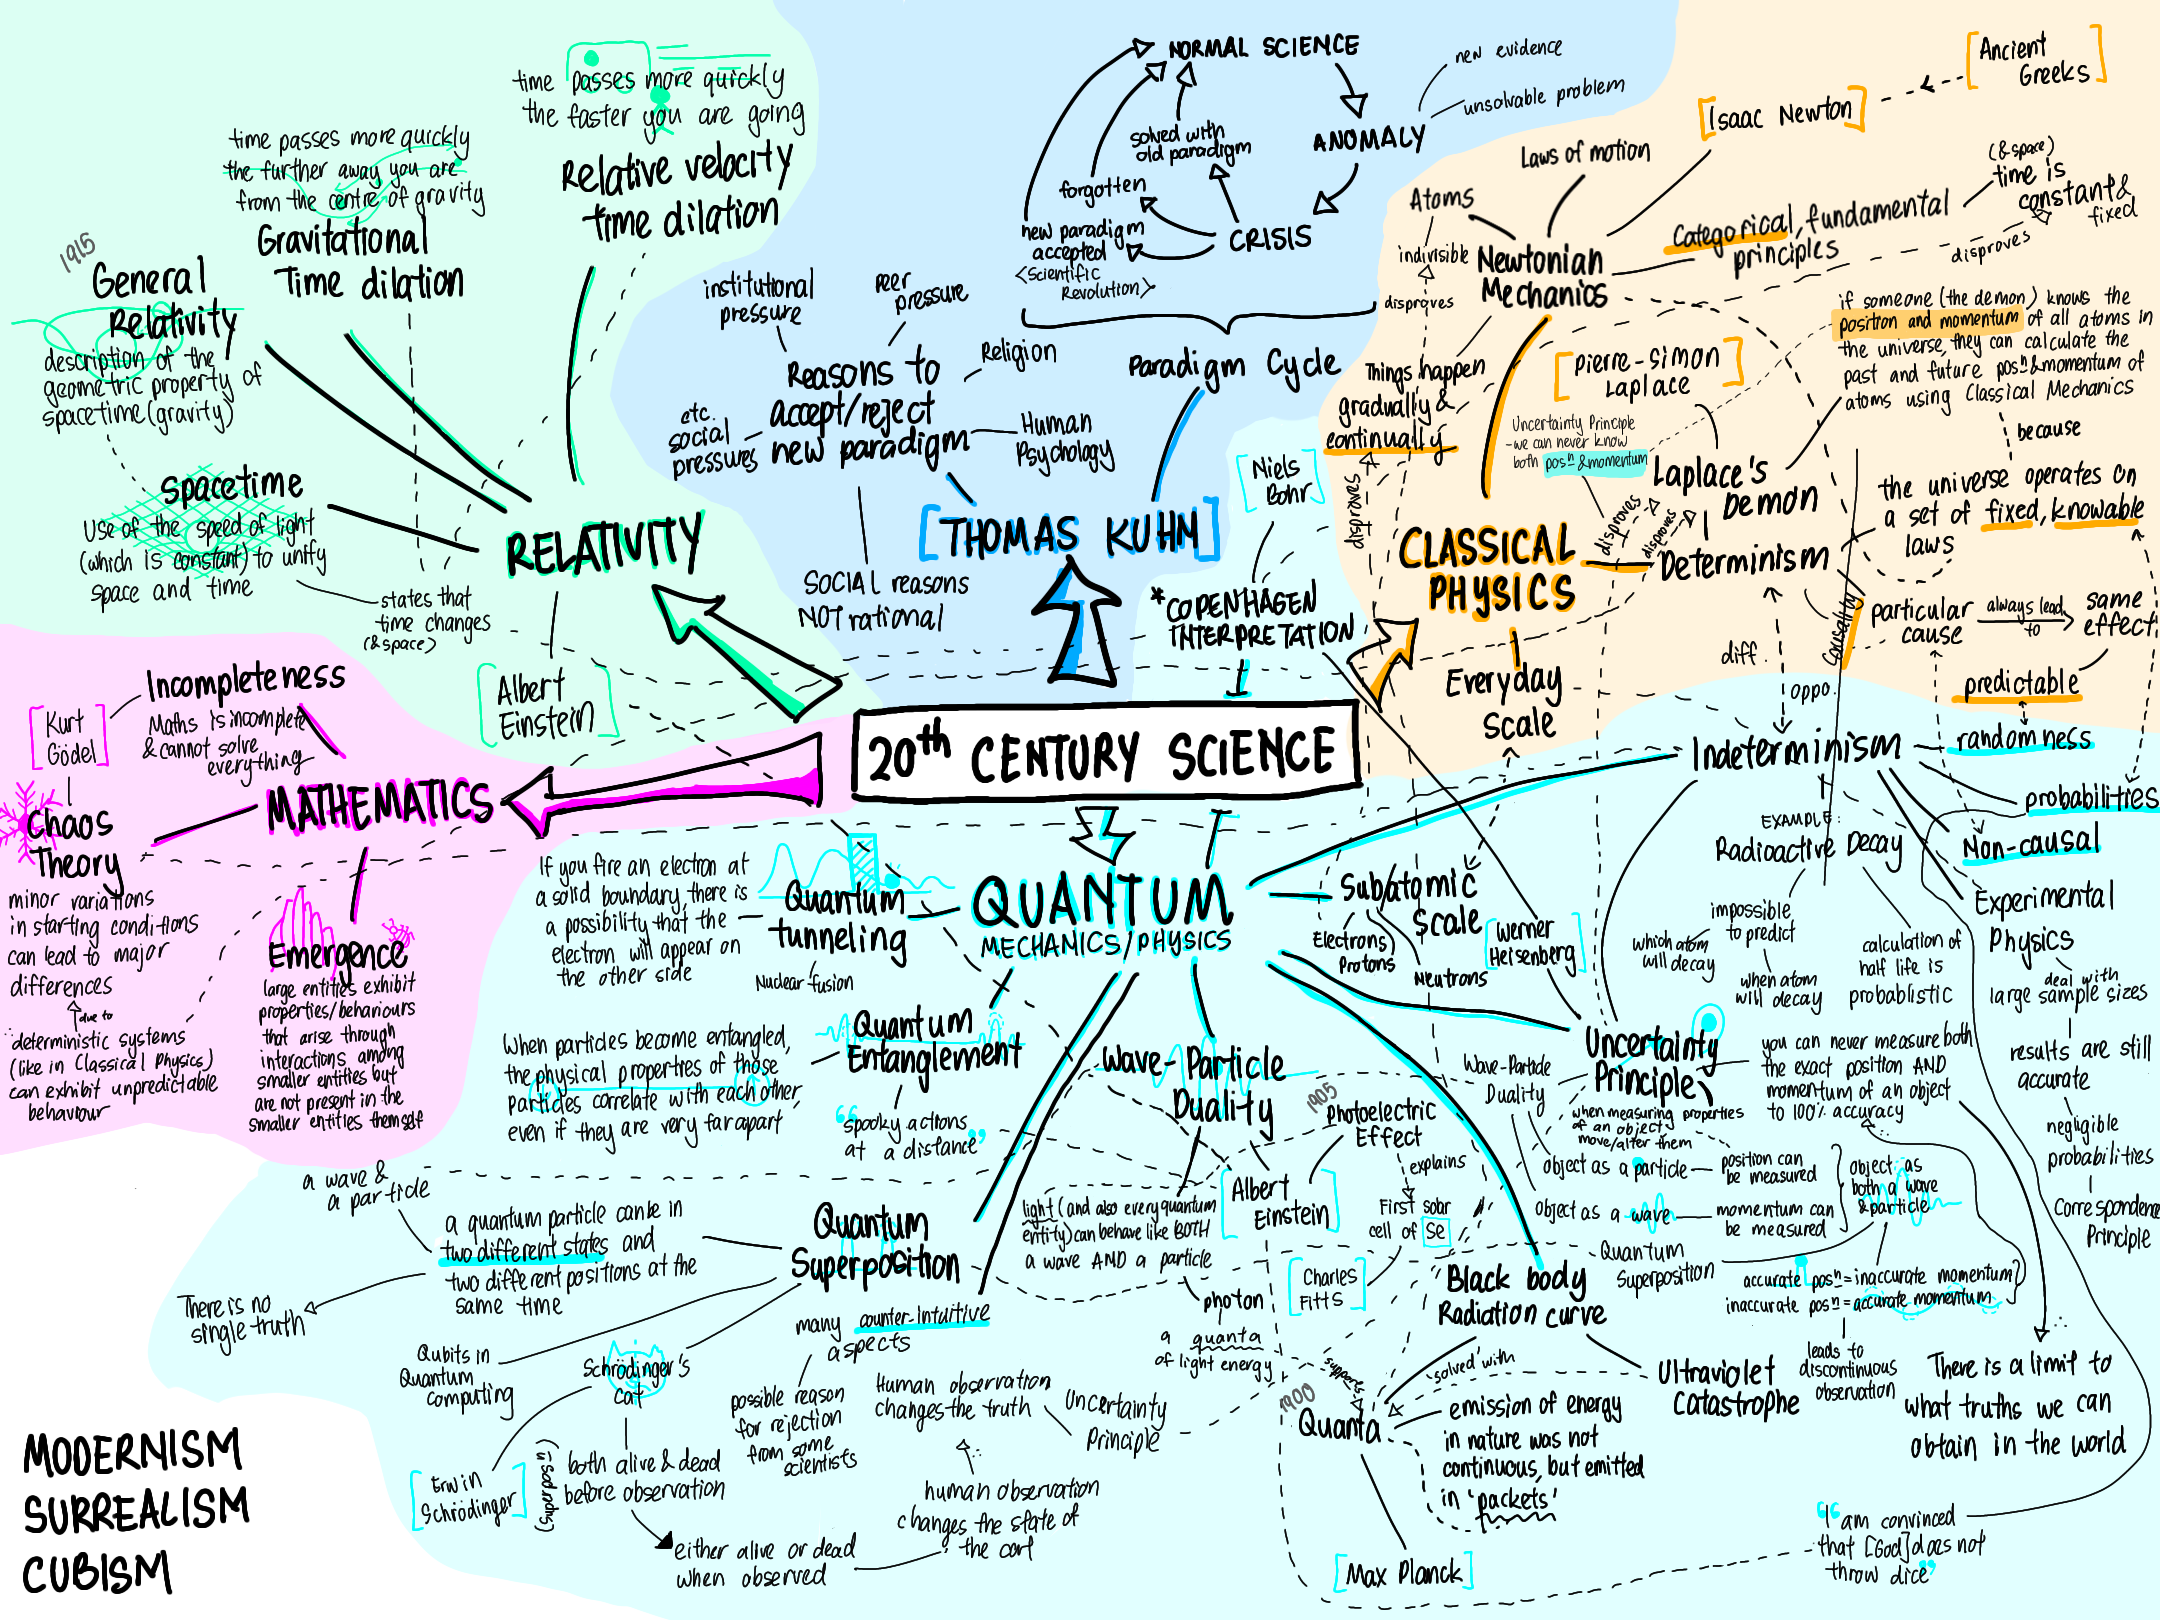 time passes more quickly
the faster you are going
Relative velocity
time dilation
time passes more quickly
the further away you are
from the centre of gravity
Gravitational
Time dilation
1915
General
Relativity
description of the
geometric property of
spacetime (gravity)
Spacetime
Use of the speed of light
(which is constant) to unify
space and time
states that
time changes
(& space)
RELATIVITY
[Albert
Einstein]
NORMAL SCIENCE
new evidence
unsolvable problem
ANOMALY
CRISIS
solved with
old paradigm
forgotten
new paradigm
accepted
<Scientific
Revolution>
Paradigm Cycle
institutional
pressure
Peer
pressure
Religion
Reasons to
accept/reject
new paradigm
etc.
social
pressures
Human
Psychology
SOCIAL reasons
NOT rational
[THOMAS KUHN]
[Ancient
Greeks]
[Isaac Newton]
Laws of motion
Atoms
indivisible
disproves
Newtonian
Mechanics
Categorical, fundamental
principles
(& space)
time is
constant &
fixed
disproves
Things happen
gradually &
continually
disproves
[Pierre-Simon
Laplace]
Uncertainty Principle
-we can never know
both posⁿ & momentum
disproves
disproves
if someone (the demon) knows the
position and momentum of all atoms in
the universe, they can calculate the
past and future posⁿ & momentum of
atoms using Classical Mechanics
because
the universe operates on
a set of fixed, knowable
laws
Laplace's
Demon
Determinism
CLASSICAL
PHYSICS
Everyday
Scale
causality
particular
cause
always lead
to
same
effect
predictable
diff.
oppo.
[Niels
Bohr]
*COPENHAGEN
INTERPRETATION
20th CENTURY SCIENCE
Incompleteness
Maths is incomplete
& cannot solve
everything
[Kurt
Gödel]
MATHEMATICS
Chaos
Theory
minor variations
in starting conditions
can lead to major
differences
due to
∵ deterministic systems
(like in Classical Physics)
can exhibit unpredictable
behaviour
Emergence
large entities exhibit
properties/behaviours
that arise through
interactions among
smaller entities but
are not present in the
smaller entities themself
QUANTUM
MECHANICS/PHYSICS
If you fire an electron at
a solid boundary, there is
a possibility that the
electron will appear on
the other side
Quantum
tunneling
Nuclear fusion
Quantum
Entanglement
When particles become entangled,
the physical properties of those
particles correlate with each other,
even if they are very far apart
"spooky actions
at a distance"
Subatomic
Scale
Electrons
Protons
Neutrons
[Werner
Heisenberg]
Indeterminism
randomness
probabilities
Non-causal
EXAMPLE:
Radioactive Decay
impossible
to predict
which atom
will decay
when atom
will decay
calculation of
half life is
probablistic
Experimental
Physics
deal with
large sample sizes
results are still
accurate
negligible
probabilities
Correspondence
Principle
Uncertainty
Principle
when measuring properties
of an object
move/alter them
you can never measure both
the exact position AND
momentum of an object
to 100% accuracy
Wave-Particle
Duality
object as a particle
position can
be measured
object as a wave
momentum can
be measured
object as
both a wave
& particle
Quantum
Superposition
accurate posⁿ = inaccurate momentum
inaccurate posⁿ = accurate momentum
leads to
discontinuous
observation
There is a limit to
what truths we can
obtain in the world
Wave-Particle
Duality
1905
Photoelectric
Effect
explains
First solar
cell of Se
[Charles
Fitts]
[Albert
Einstein]
light (and also every quantum
entity) can behave like BOTH
a wave AND a particle
photon
a quanta
of light energy
supports
Black body
Radiation curve
'solved' with
Ultraviolet
Catastrophe
1900
Quanta
emission of energy
in nature was not
continuous, but emitted
in 'packets'
[Max Planck]
"I am convinced
that [God] does not
throw dice"
Quantum
Superposition
a wave &
a particle
a quantum particle can be in
two different states and
two different positions at the
same time
There is no
single truth
Qubits in
Quantum
computing
Schrödinger's
cat
[Erwin
Schrödinger]
(in superpos)
both alive & dead
before observation
either alive or dead
when observed
human observation
changes the state of
the cat
Human observation
changes the truth
Uncertainty
Principle
many counter-intuitive
aspects
possible reason
for rejection
from some
scientists
MODERNISM
SURREALISM
CUBISM